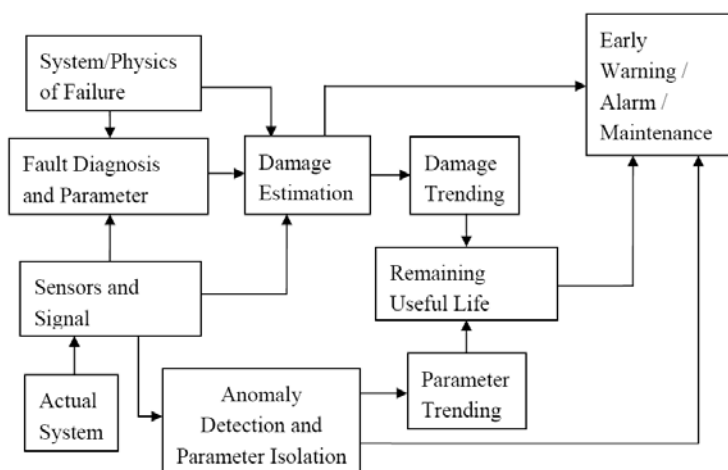 System/Physics
of Failure
Early
Warning /
Alarm /
Maintenance
Fault Diagnosis
and Parameter
Damage
Estimation
Damage
Trending
Sensors and
Signal
Remaining
Useful Life
Actual
System
Anomaly
Detection and
Parameter Isolation
Parameter
Trending